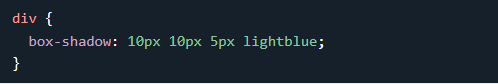 div {
  box-shadow: 10px 10px 5px lightblue;
}